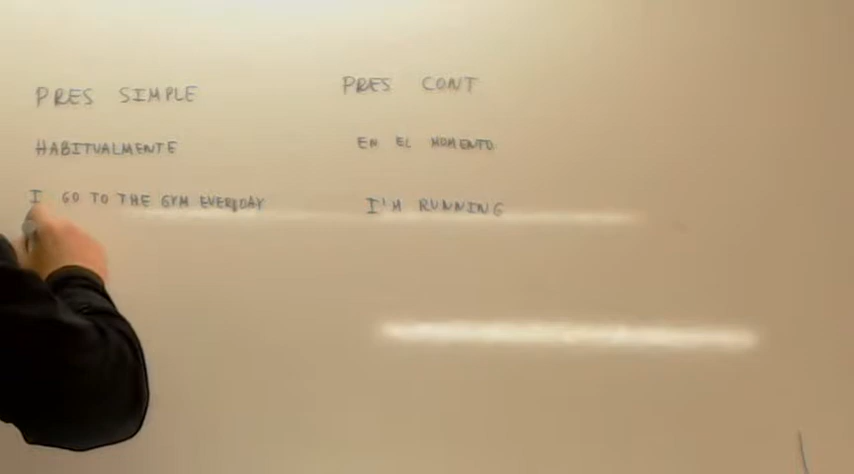 PRES SIMPLE
HABITUALMENTE
I GO TO THE GYM EVERYDAY
PRES CONT
EN EL MOMENTO
I'M RUNNING